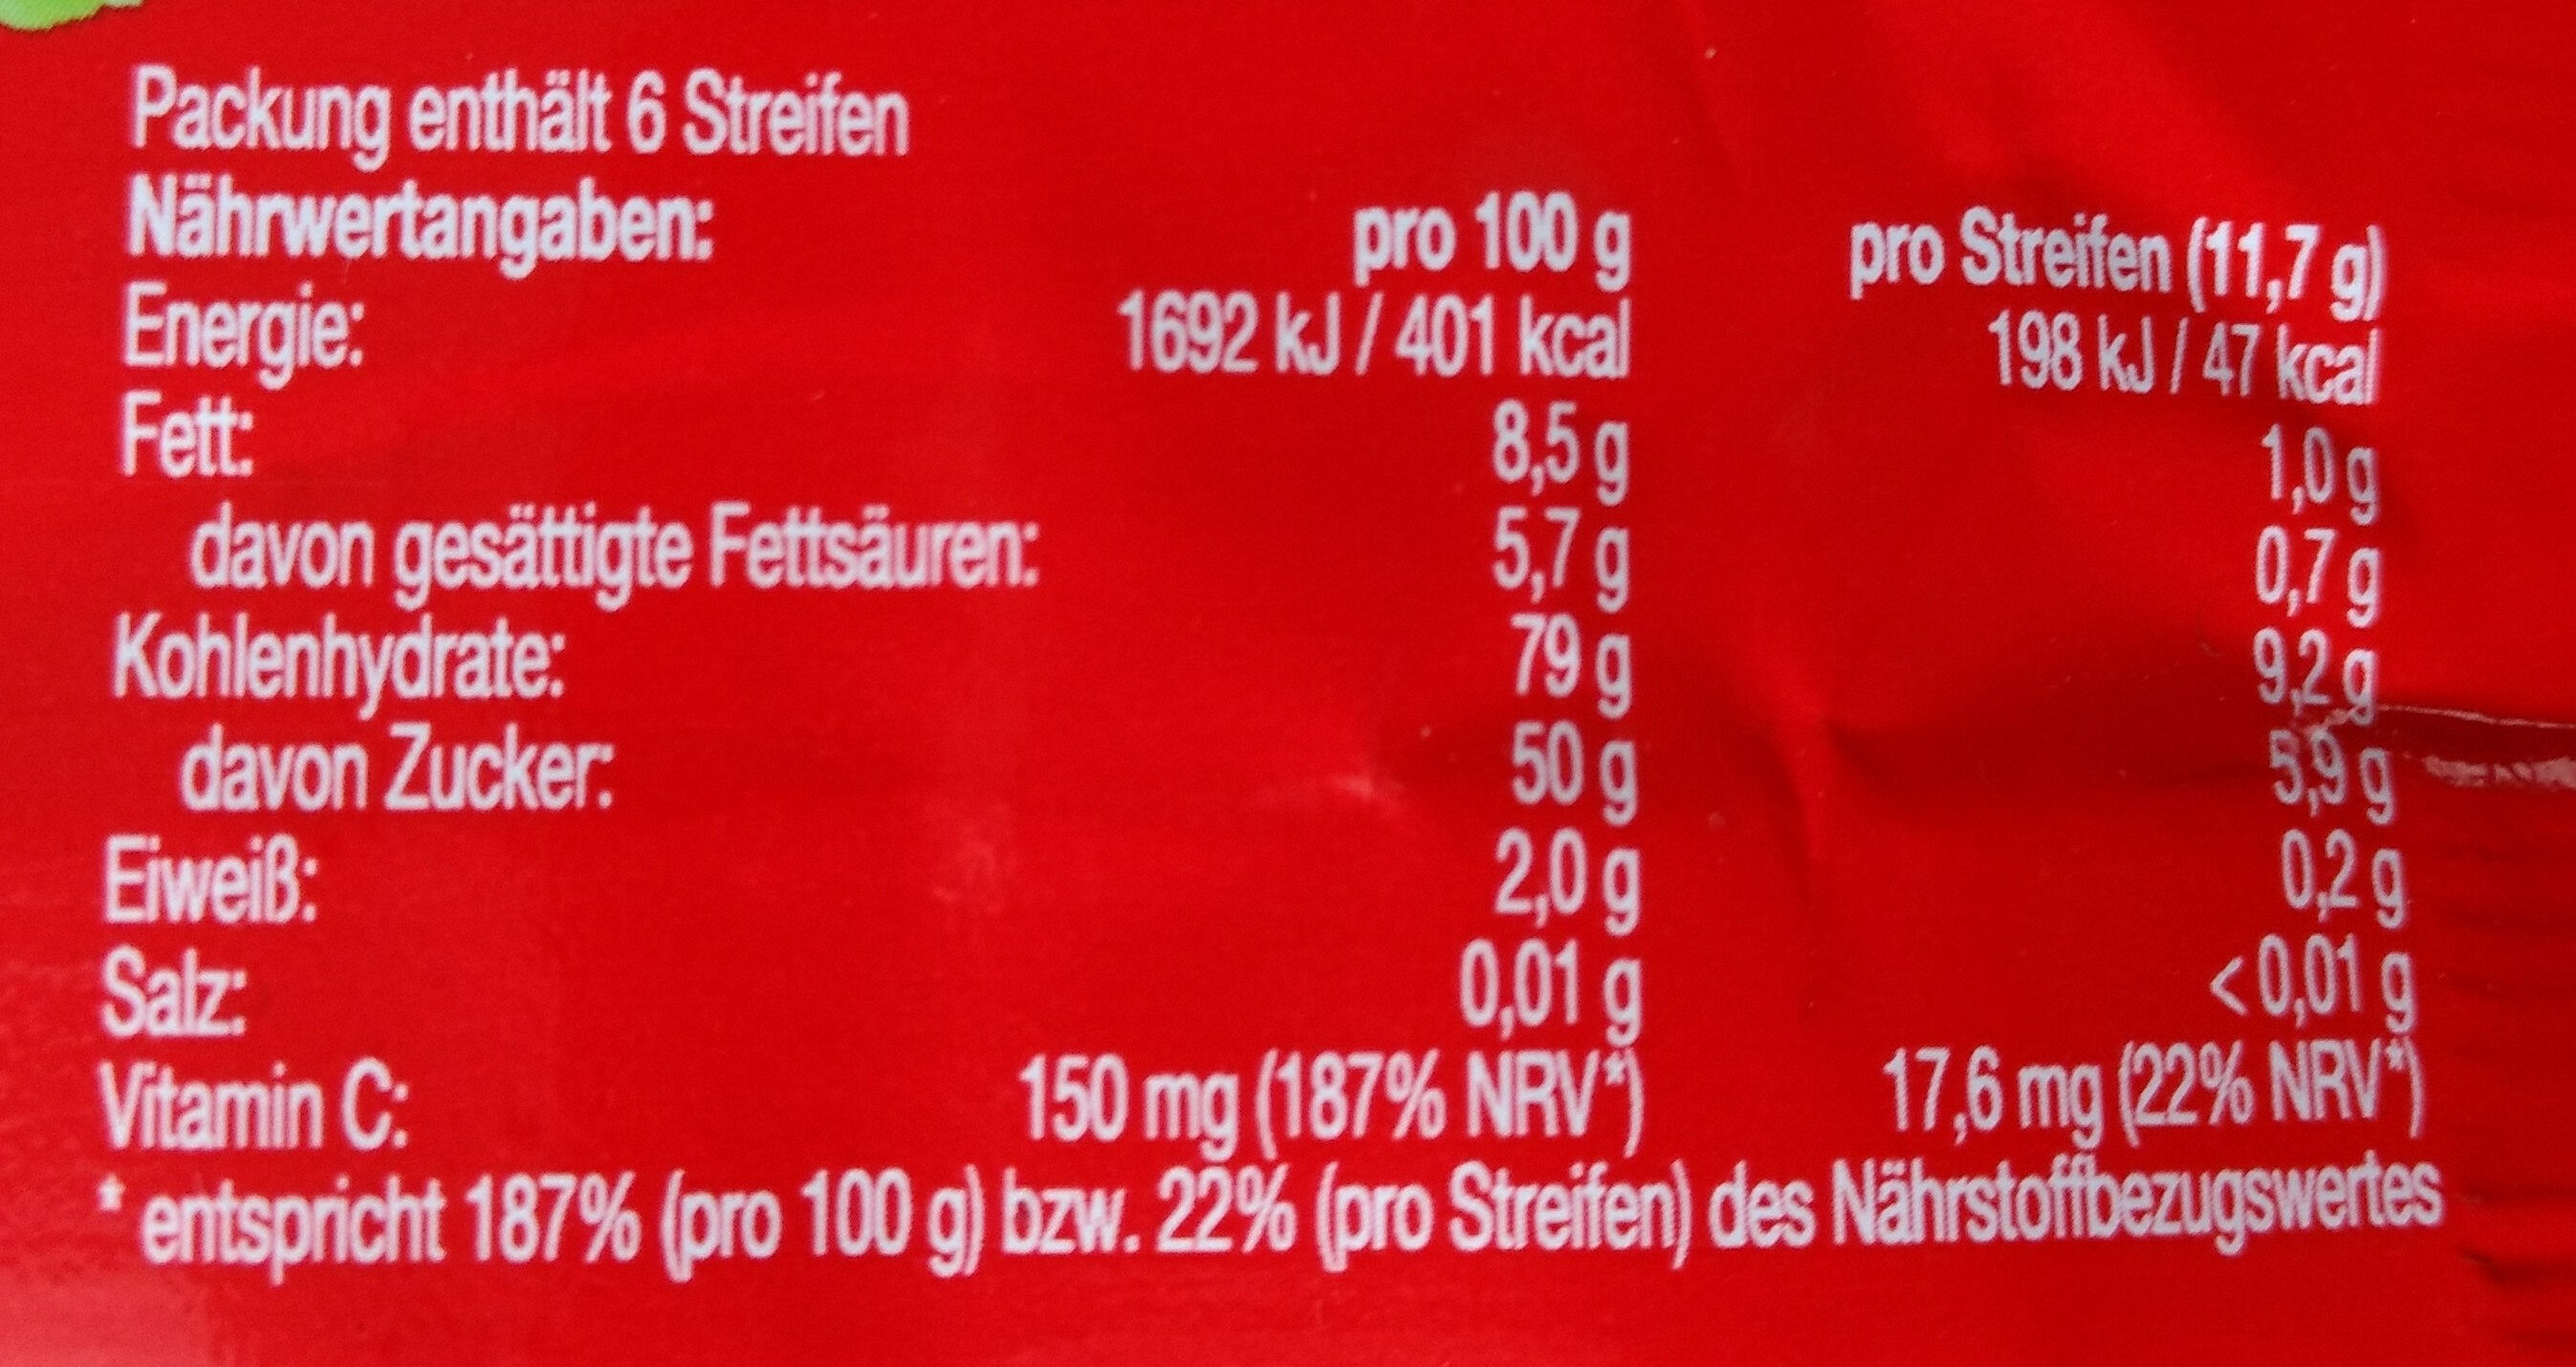 Packung enthält 6 Streifen
Nährwertangaben: pro 100 g pro Streifen (11,7 g)
Energie: 1692 kJ / 401 kcal 198 kJ / 47 kcal
Fett: 8,5 g 1,0 g
davon gesättigte Fettsäuren: 5,7 g 0,7 g
Kohlenhydrate: 79 g 9,2 g
davon Zucker: 50 g 5,9 g
Eiweiß: 2,0 g 0,2 g
Salz: 0,01 g < 0,01 g
Vitamin C: 150 mg (187% NRV*) 17,6 mg (22% NRV*)
* entspricht 187% (pro 100 g) bzw. 22% (pro Streifen) des Nährstoffbezugswertes